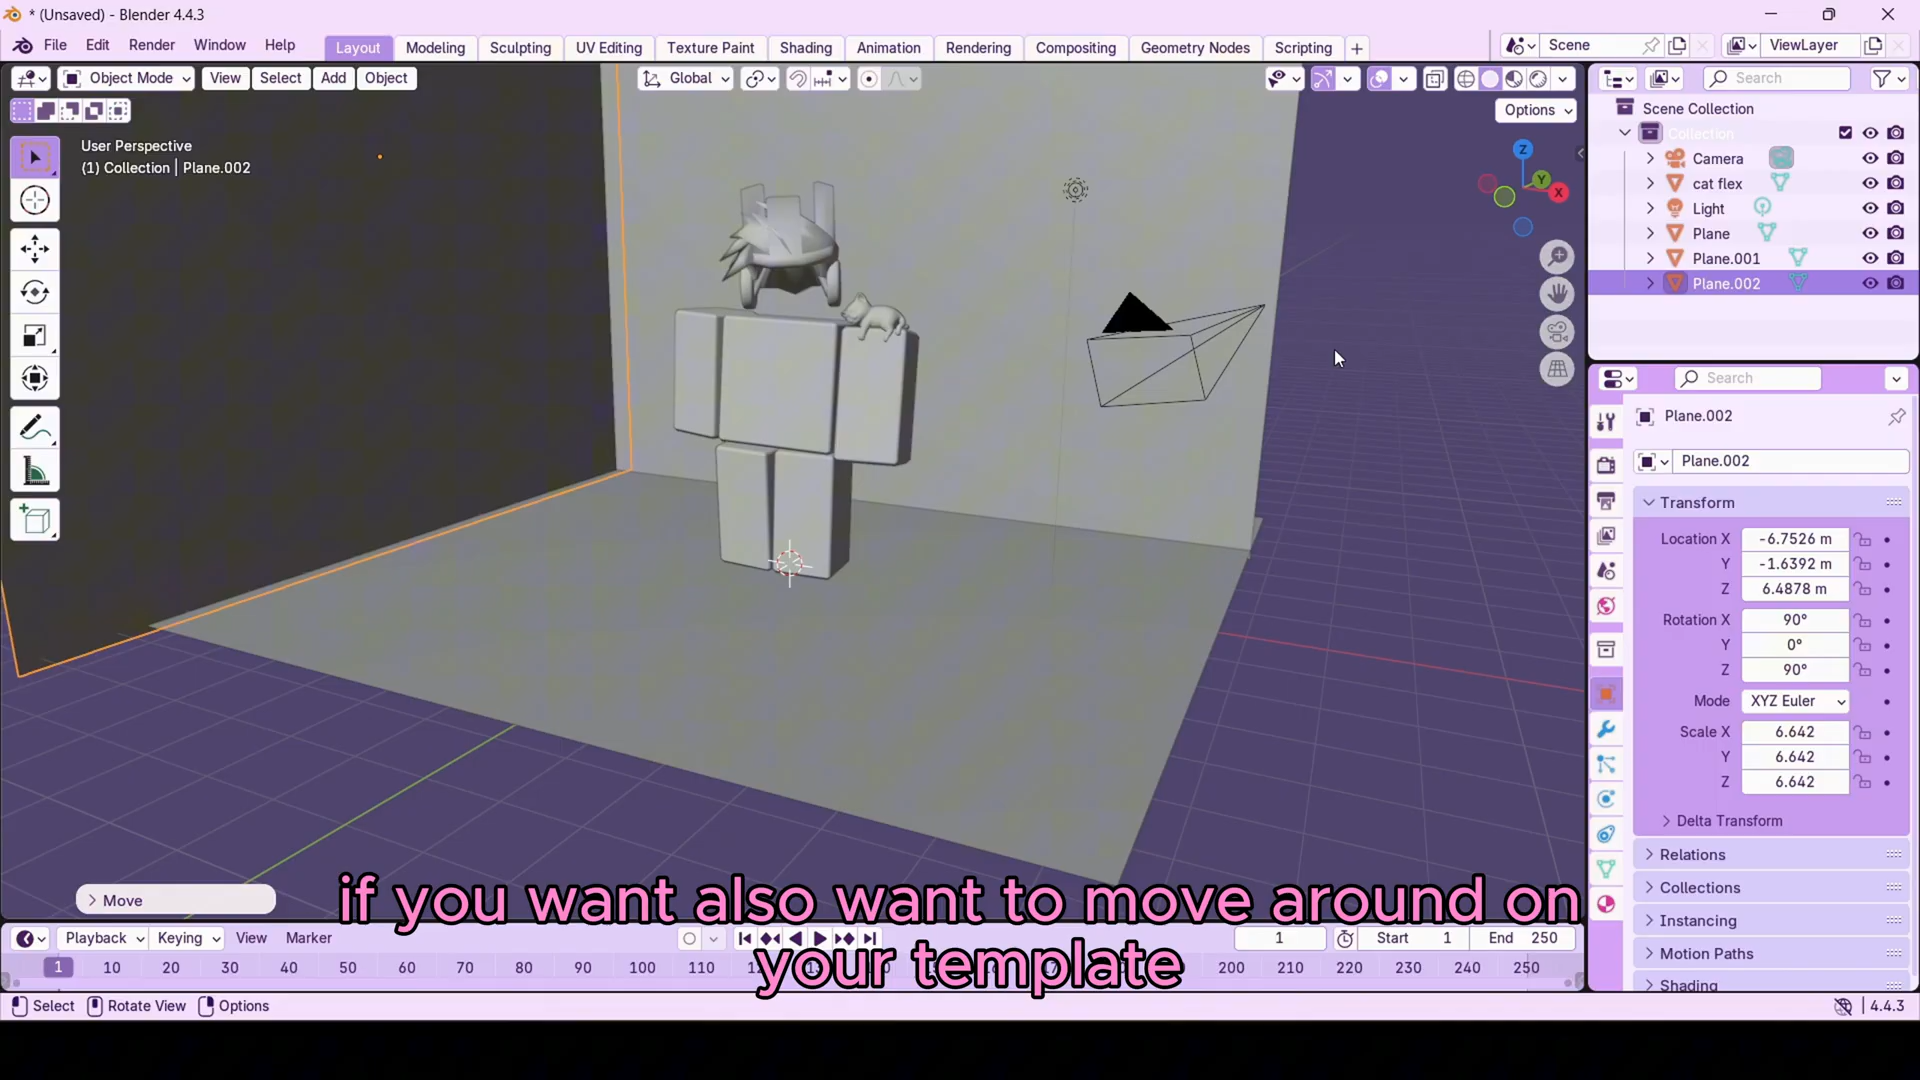 * (Unsaved) - Blender 4.4.3
File Edit Render Window Help Layout Modeling Sculpting UV Editing Texture Paint Shading Animation Rendering Compositing Geometry Nodes Scripting + Scene ViewLayer
Object Mode View Select Add Object Global Search
Options
User Perspective
(1) Collection | Plane.002
Z
Y
X
Scene Collection
Collection
Camera
cat flex
Light
Plane
Plane.001
Plane.002
Search
Plane.002
Plane.002
Transform
Location X -6.7526 m
Y -1.6392 m
Z 6.4878 m
Rotation X 90°
Y 0°
Z 90°
Mode XYZ Euler
Scale X 6.642
Y 6.642
Z 6.642
Delta Transform
Relations
Collections
Instancing
Motion Paths
Shading
Move
if you want also want to move around on
your template
Playback Keying View Marker 1 Start 1 End 250
1 10 20 30 40 50 60 70 80 90 100 110 200 210 220 230 240 250
Select Rotate View Options 4.4.3